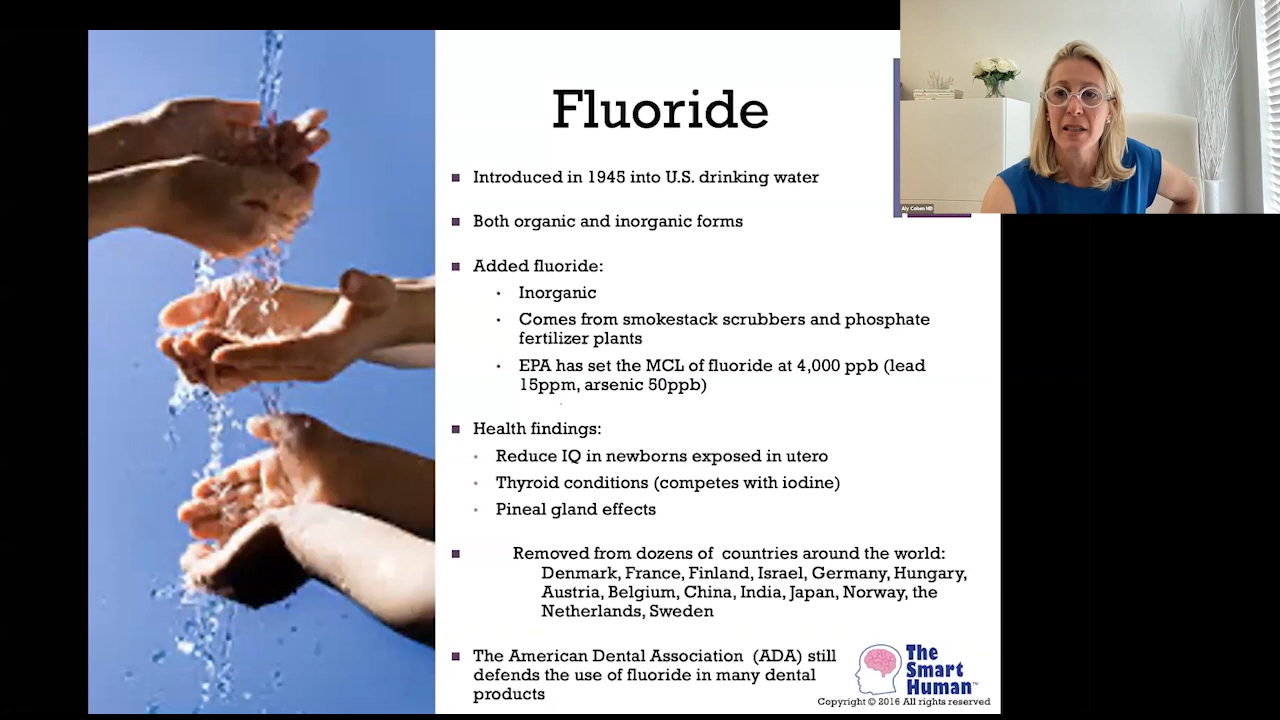 Fluoride
Introduced in 1945 into U.S. drinking water
Both organic and inorganic forms
Added fluoride:
Inorganic
Comes from smokestack scrubbers and phosphate
fertilizer plants
EPA has set the MCL of fluoride at 4,000 ppb (lead
15ppm, arsenic 50ppb)
Health findings:
Reduce IQ in newborns exposed in utero
Thyroid conditions (competes with iodine)
Pineal gland effects
Removed from dozens of countries around the world:
Denmark, France, Finland, Israel, Germany, Hungary,
Austria, Belgium, China, India, Japan, Norway, the
Netherlands, Sweden
The American Dental Association (ADA) still
defends the use of fluoride in many dental
products
The
Smart
Human™
Copyright © 2016 All rights reserved
Aly Cohen MD